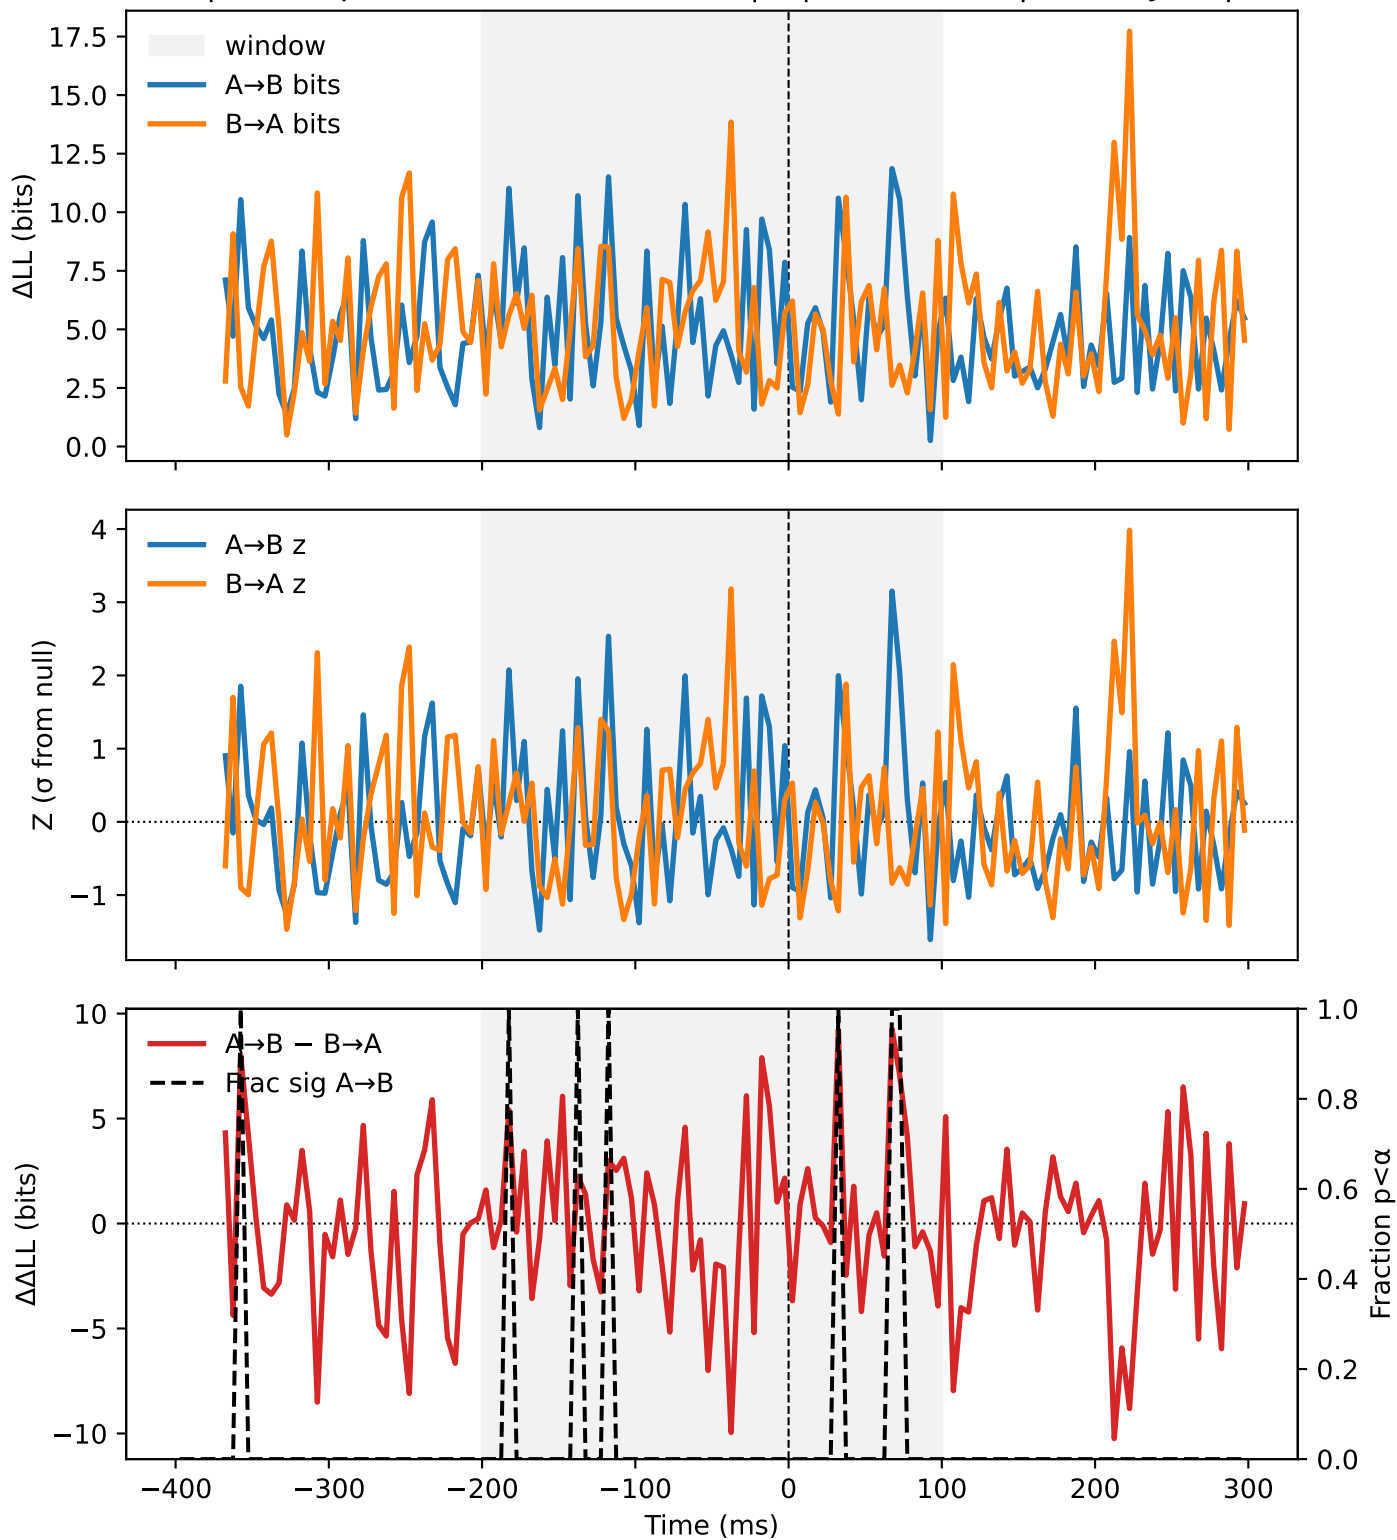 17.5
15.0
12.5
10.0
7.5
5.0
2.5
0.0
ΔLL (bits)
window
A→B bits
B→A bits
4
3
2
1
0
−1
Z (σ from null)
A→B z
B→A z
10
5
0
−5
−10
ΔΔLL (bits)
A→B − B→A
Frac sig A→B
1.0
0.8
0.6
0.4
0.2
0.0
Fraction p<α
−400 −300 −200 −100 0 100 200 300
Time (ms)